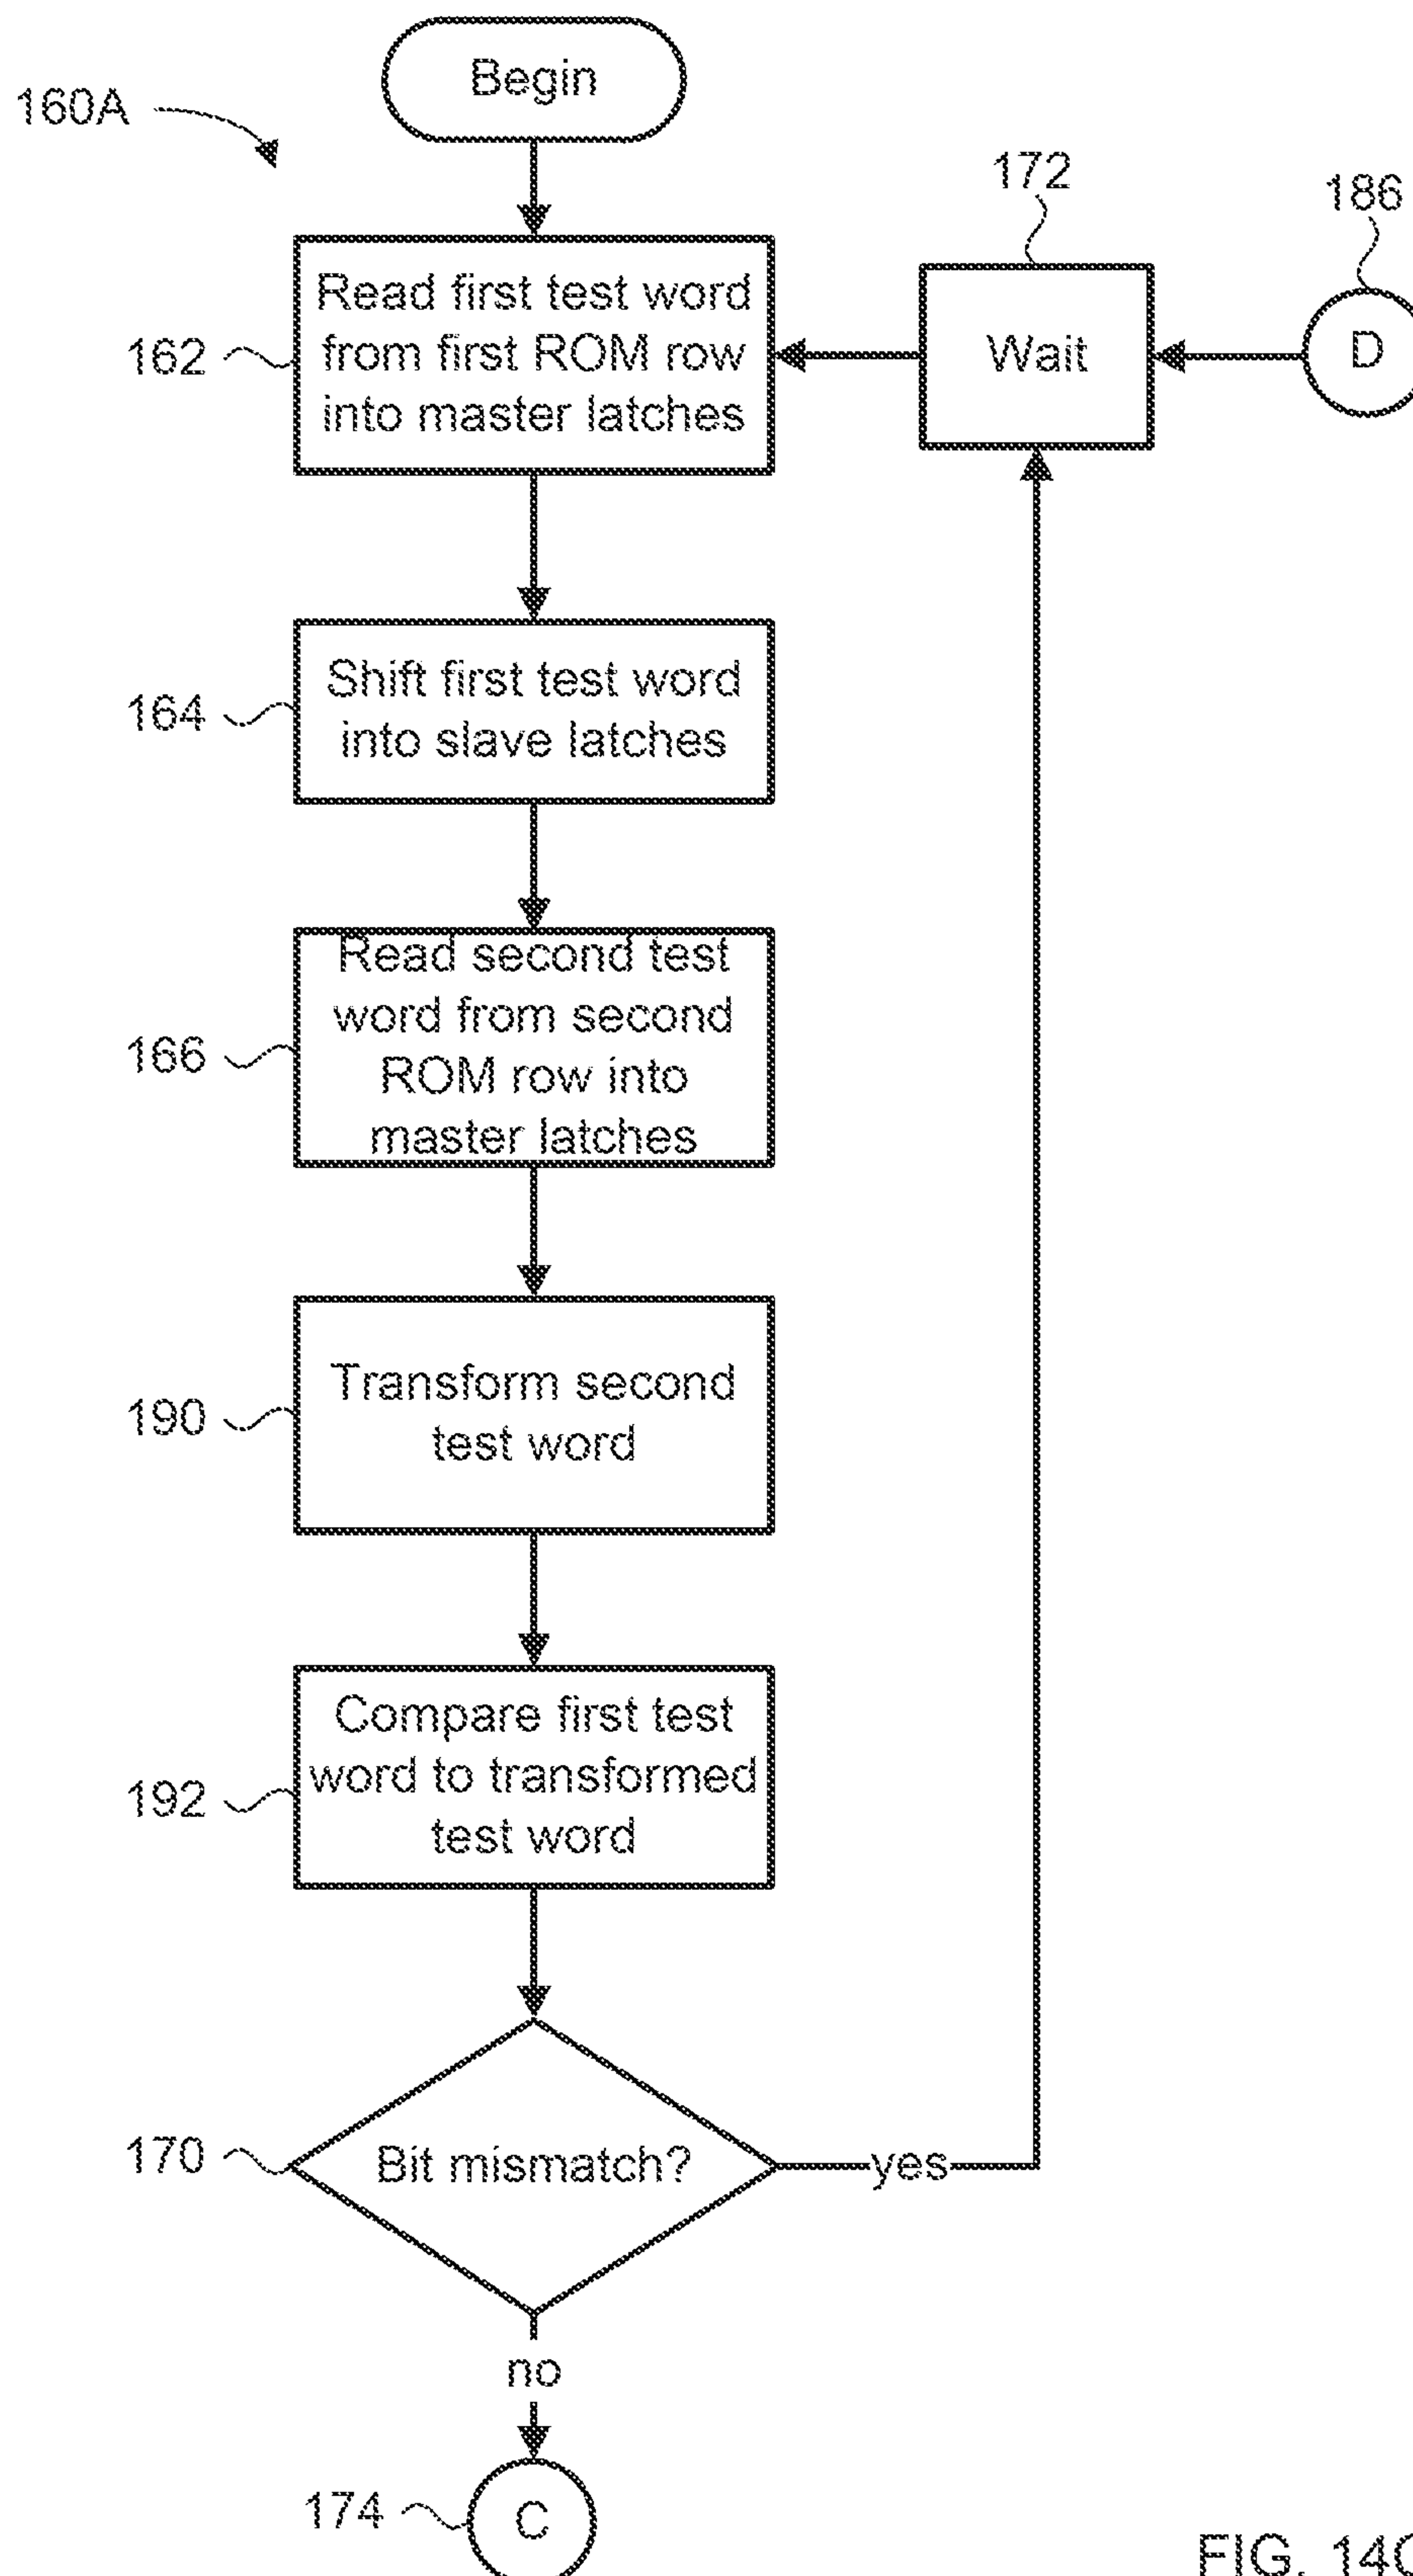 Begin
160A
172
186
Read first test word
from first ROM row
into master latches
162
Wait
D
Shift first test word
into slave latches
164
Read second test
word from second
ROM row into
master latches
166
Transform second
test word
190
Compare first test
word to transformed
test word
192
170
Bit mismatch?
yes
no
174
C
FIG. 14C